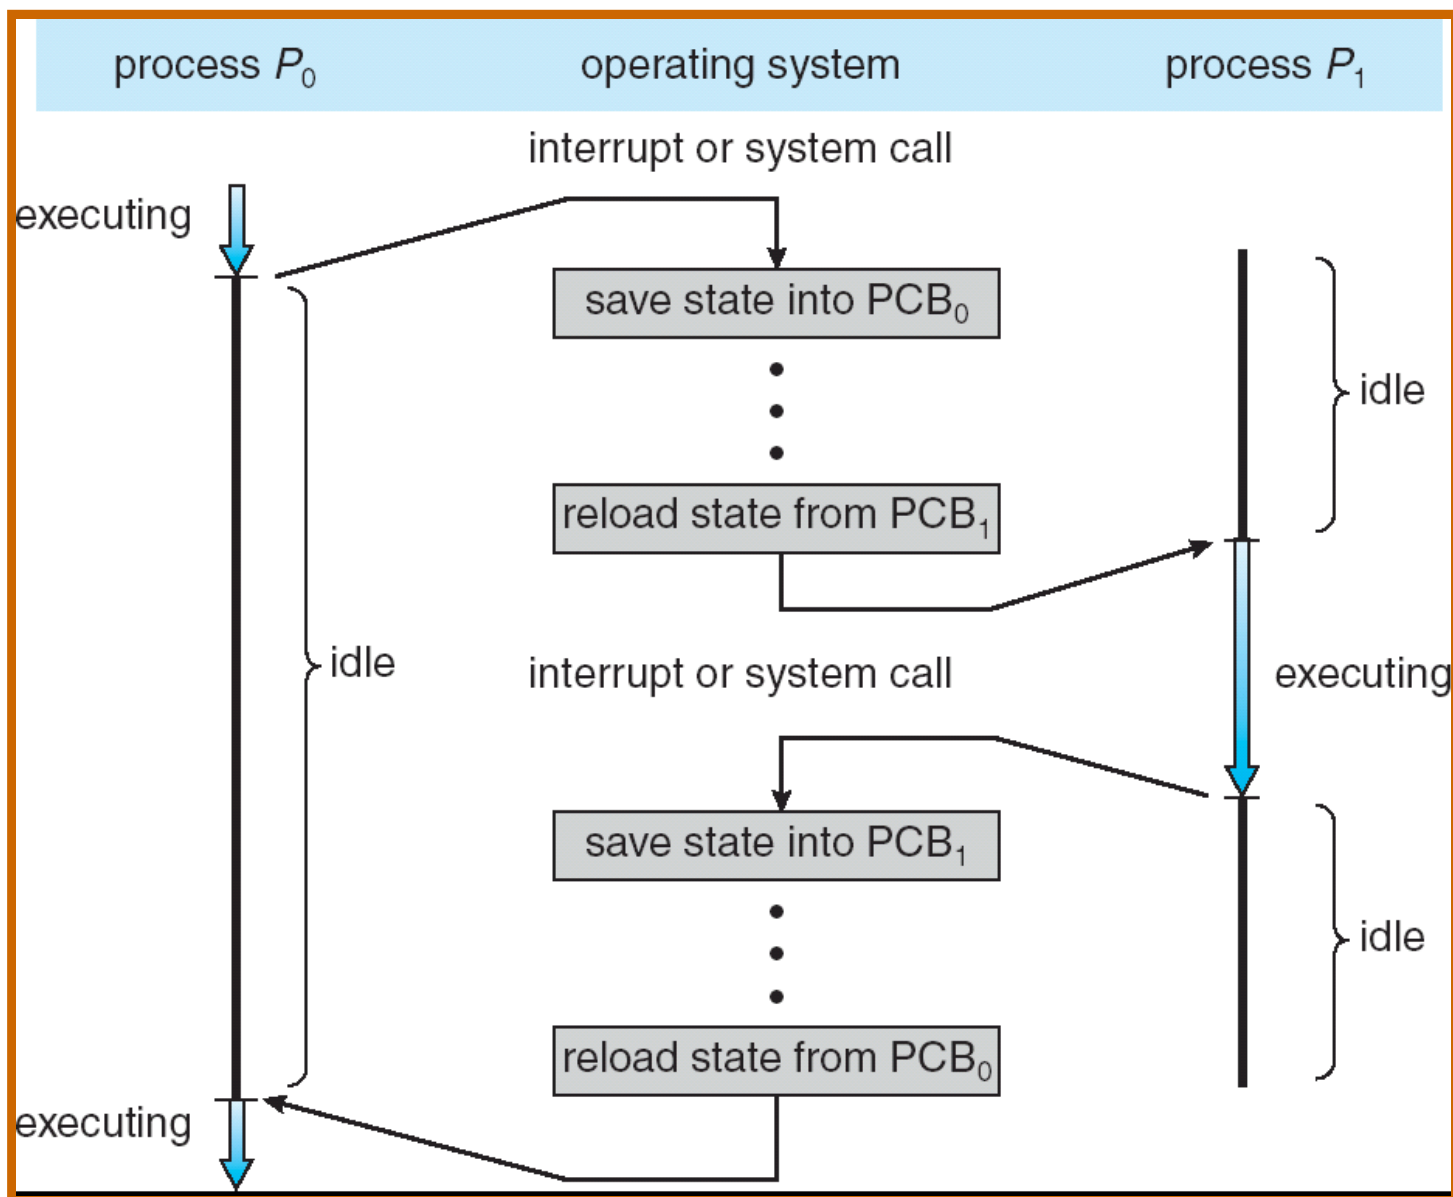 process P₀ operating system process P₁
interrupt or system call
executing
save state into PCB₀
idle
reload state from PCB₁
idle
interrupt or system call
executing
save state into PCB₁
idle
reload state from PCB₀
executing